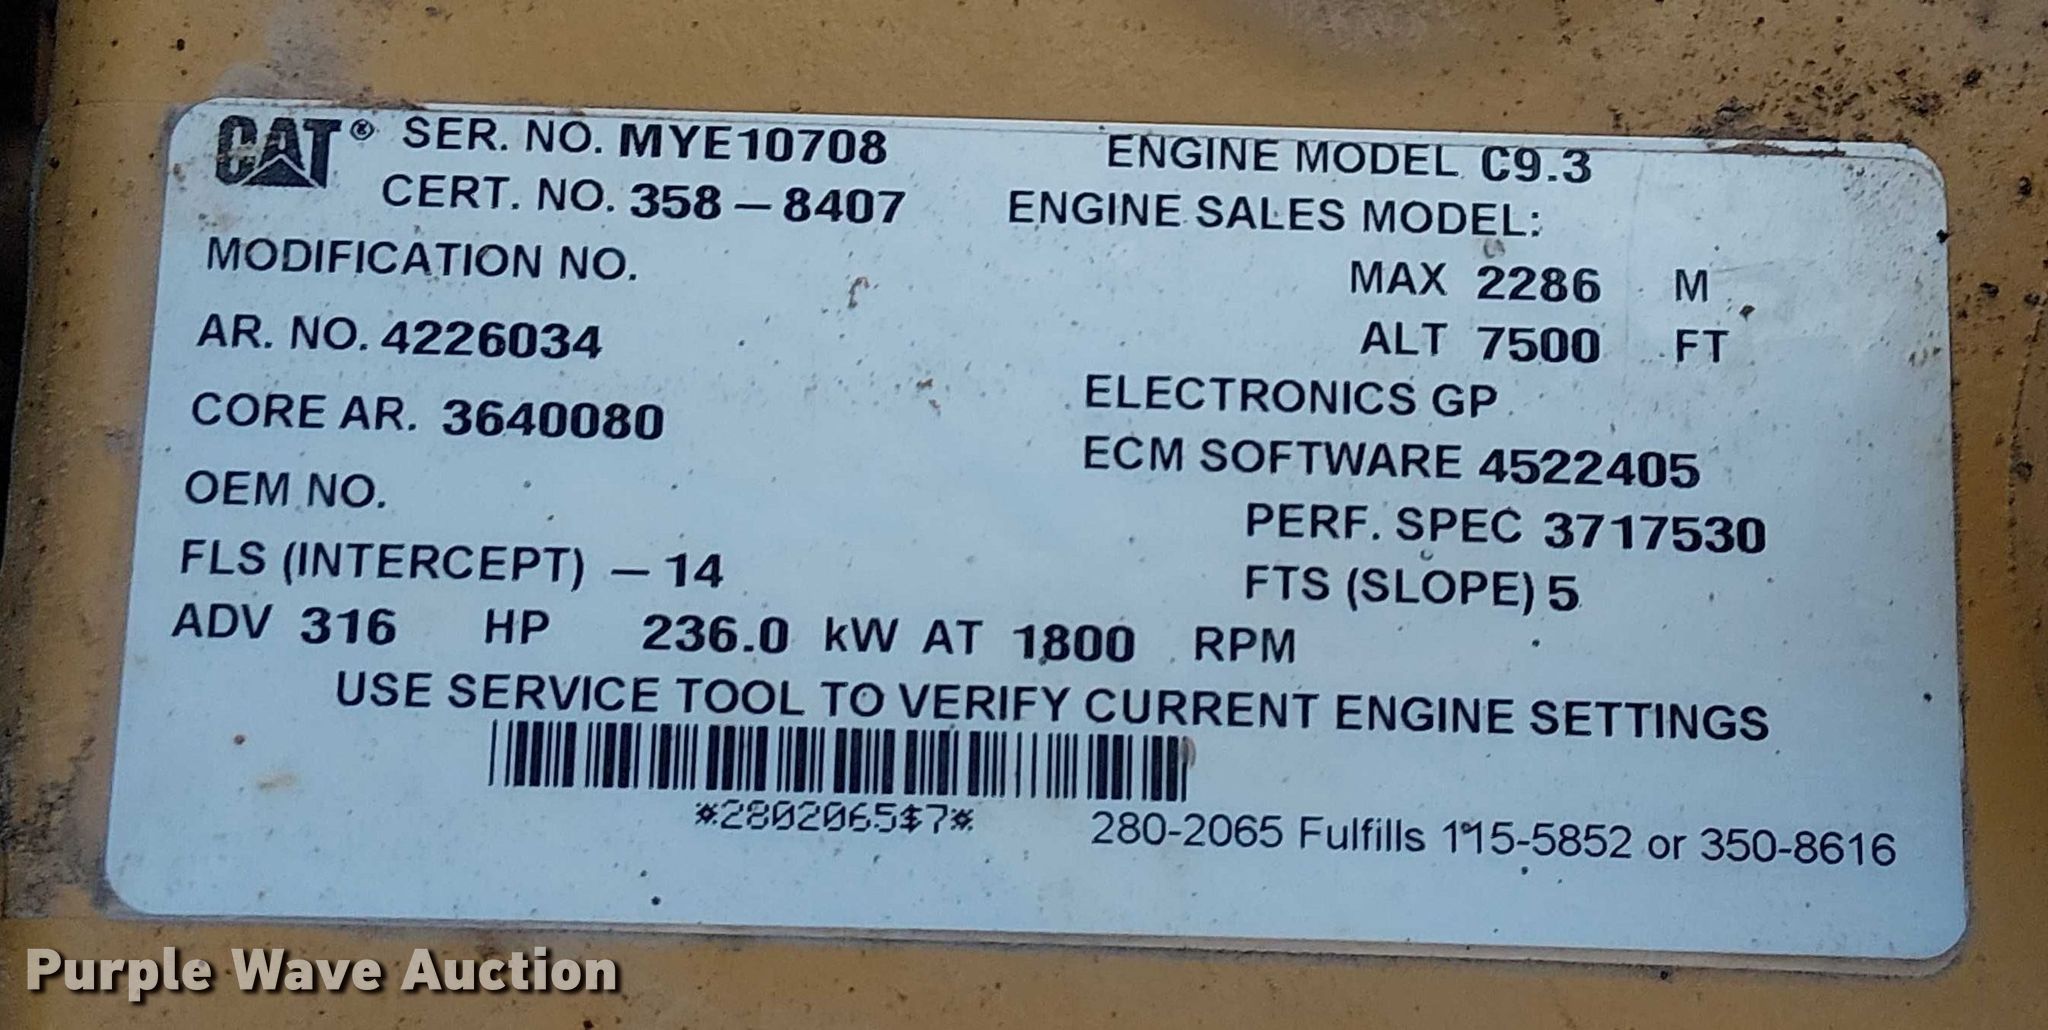 CAT® SER. NO. MYE10708
ENGINE MODEL C9.3
CERT. NO. 358-8407
ENGINE SALES MODEL:
MODIFICATION NO.
MAX 2286 M
AR. NO. 4226034
ALT 7500 FT
CORE AR. 3640080
ELECTRONICS GP
ECM SOFTWARE 4522405
OEM NO.
PERF. SPEC 3717530
FLS (INTERCEPT) -14
FTS (SLOPE) 5
ADV 316 HP 236.0 kW AT 1800 RPM
USE SERVICE TOOL TO VERIFY CURRENT ENGINE SETTINGS
*2802065$7*
280-2065 Fulfills 115-5852 or 350-8616
Purple Wave Auction